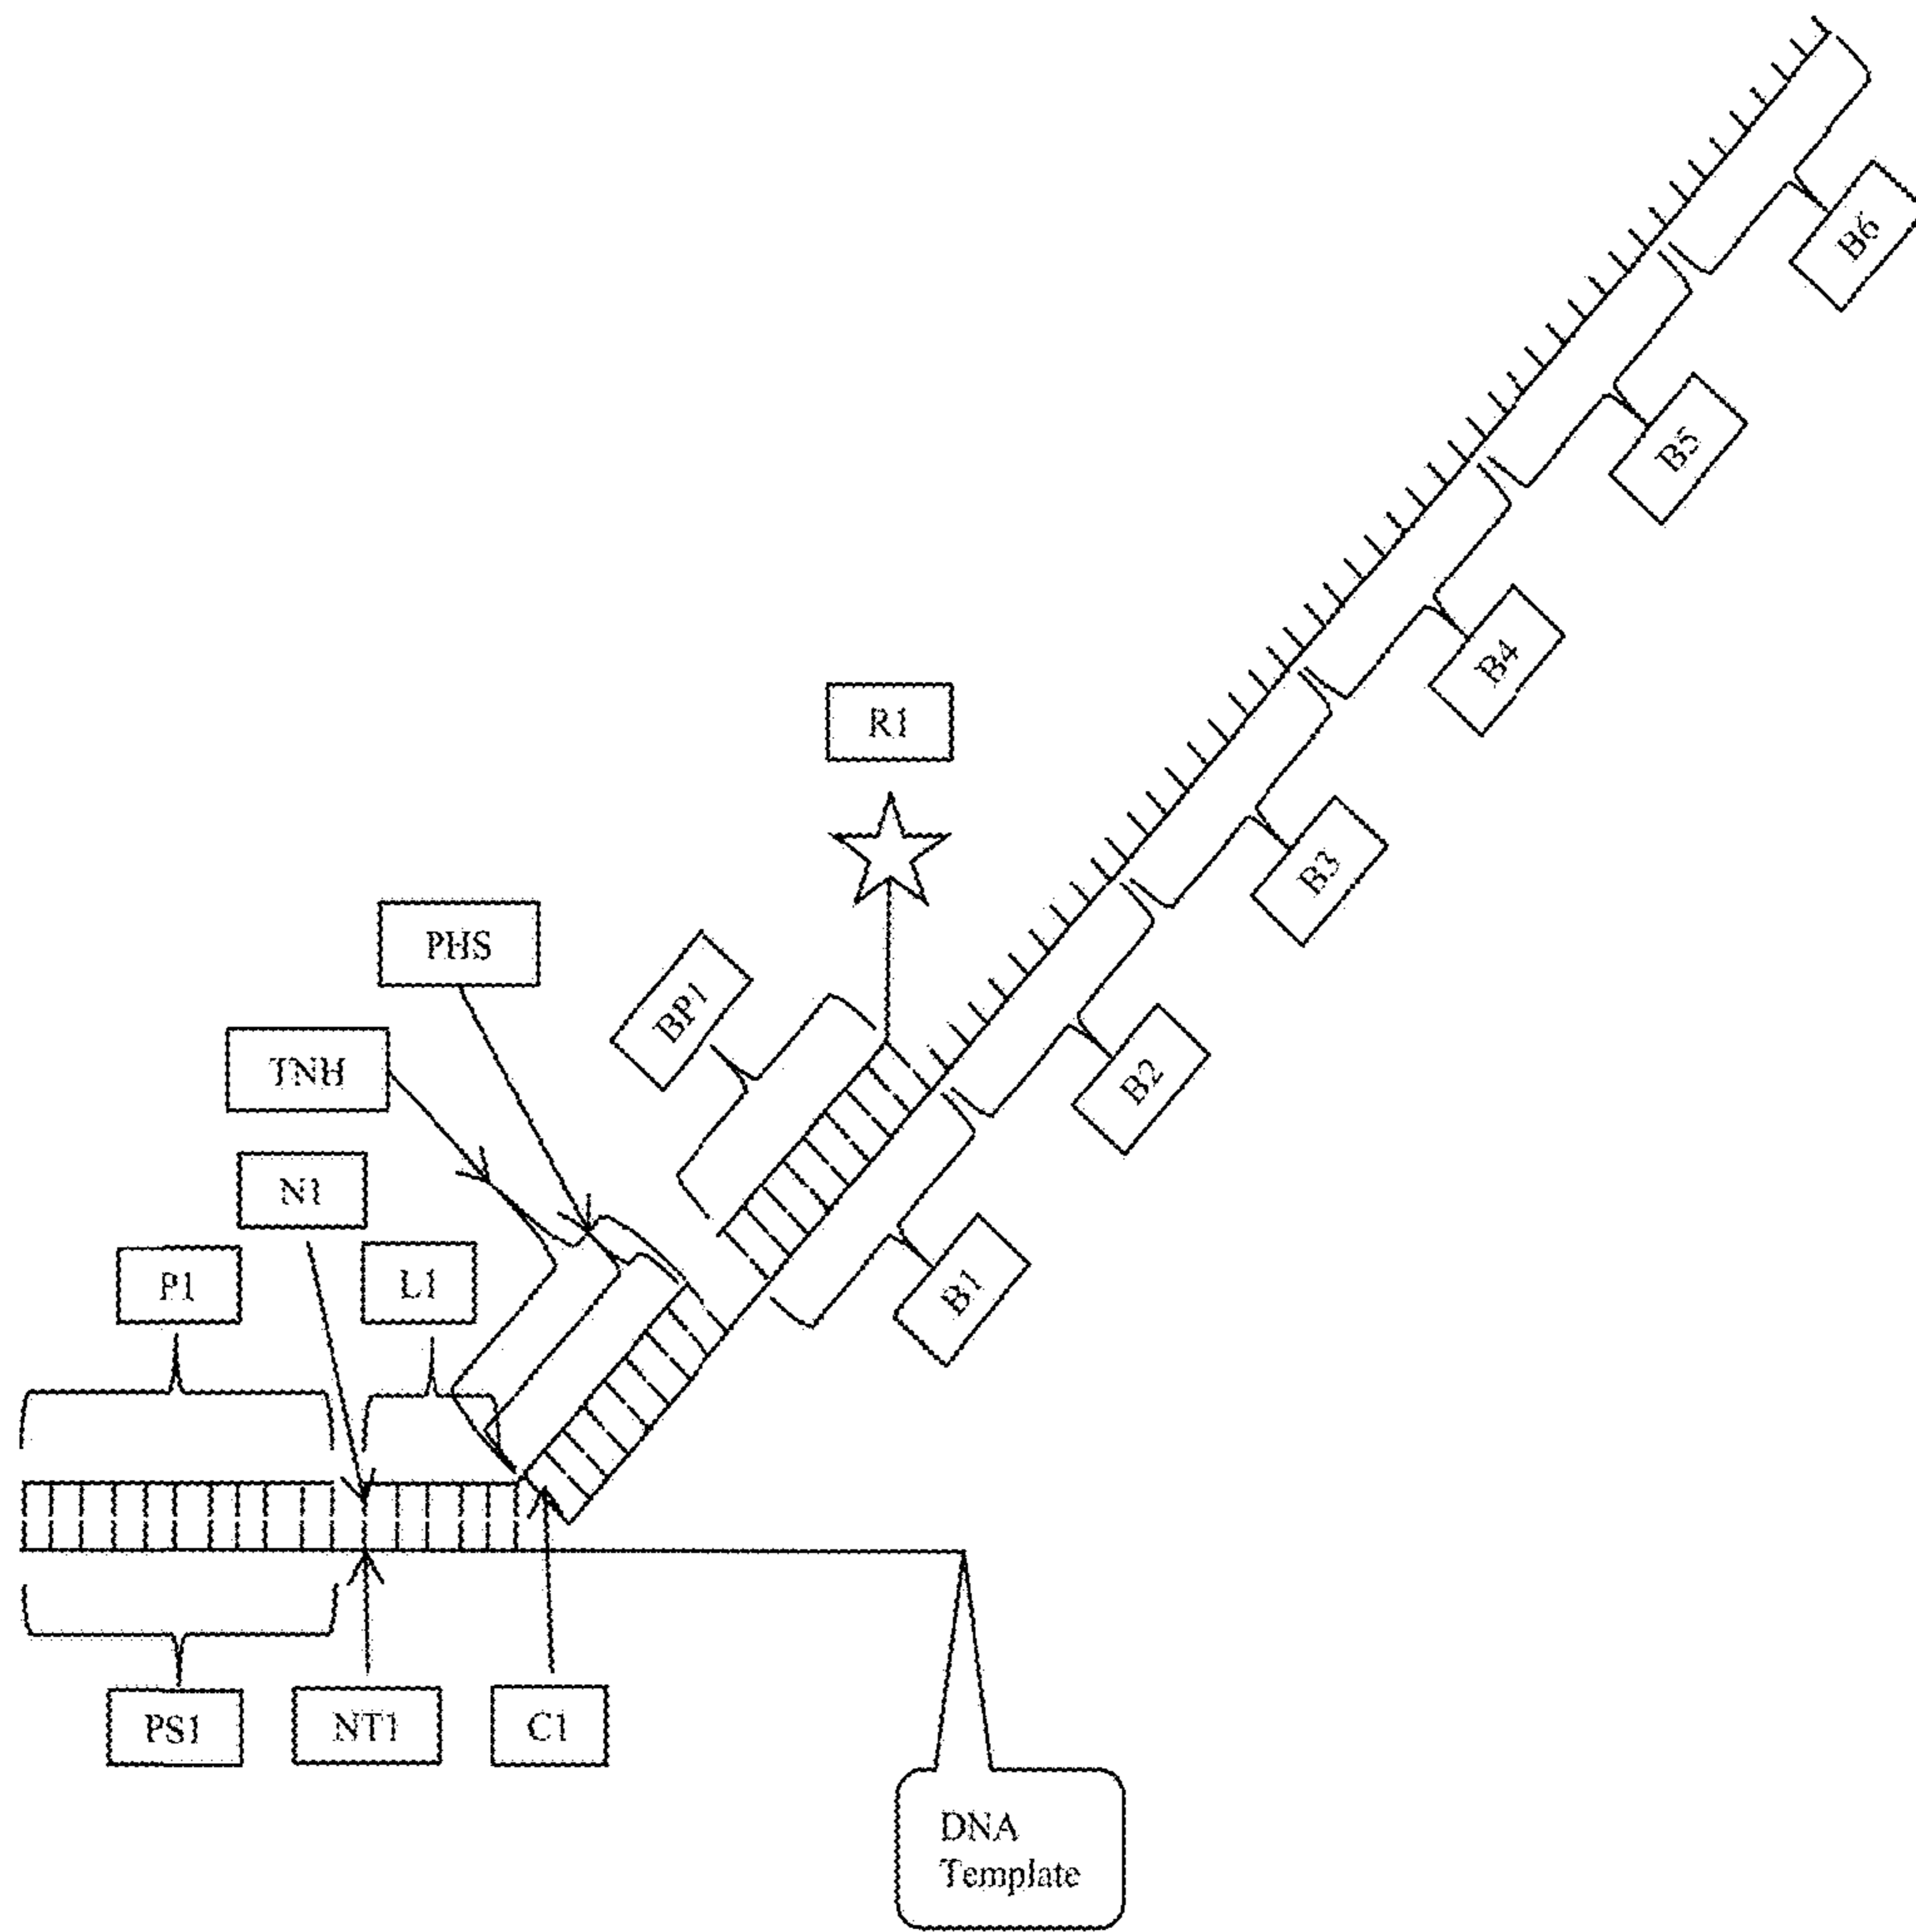 B6
B5
B4
R1
B3
PHS
BP1
TNH
B2
N1
P1
L1
B1
PS1
NT1
C1
DNA
Template